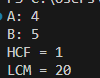 A: 4
B: 5
HCF = 1
LCM = 20